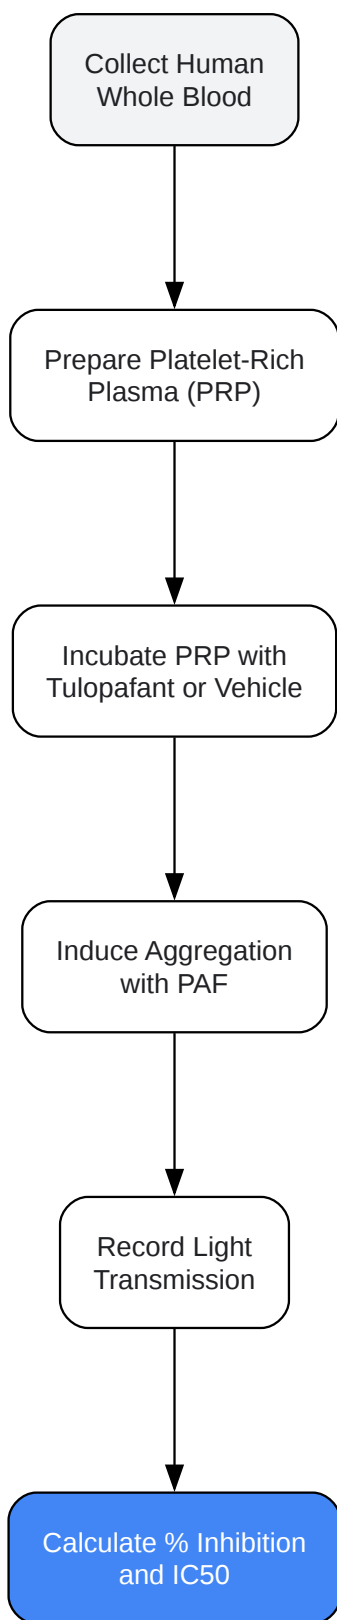 Collect Human
Whole Blood
Prepare Platelet-Rich
Plasma (PRP)
Incubate PRP with
Tulopafant or Vehicle
Induce Aggregation
with PAF
Record Light
Transmission
Calculate % Inhibition
and IC50